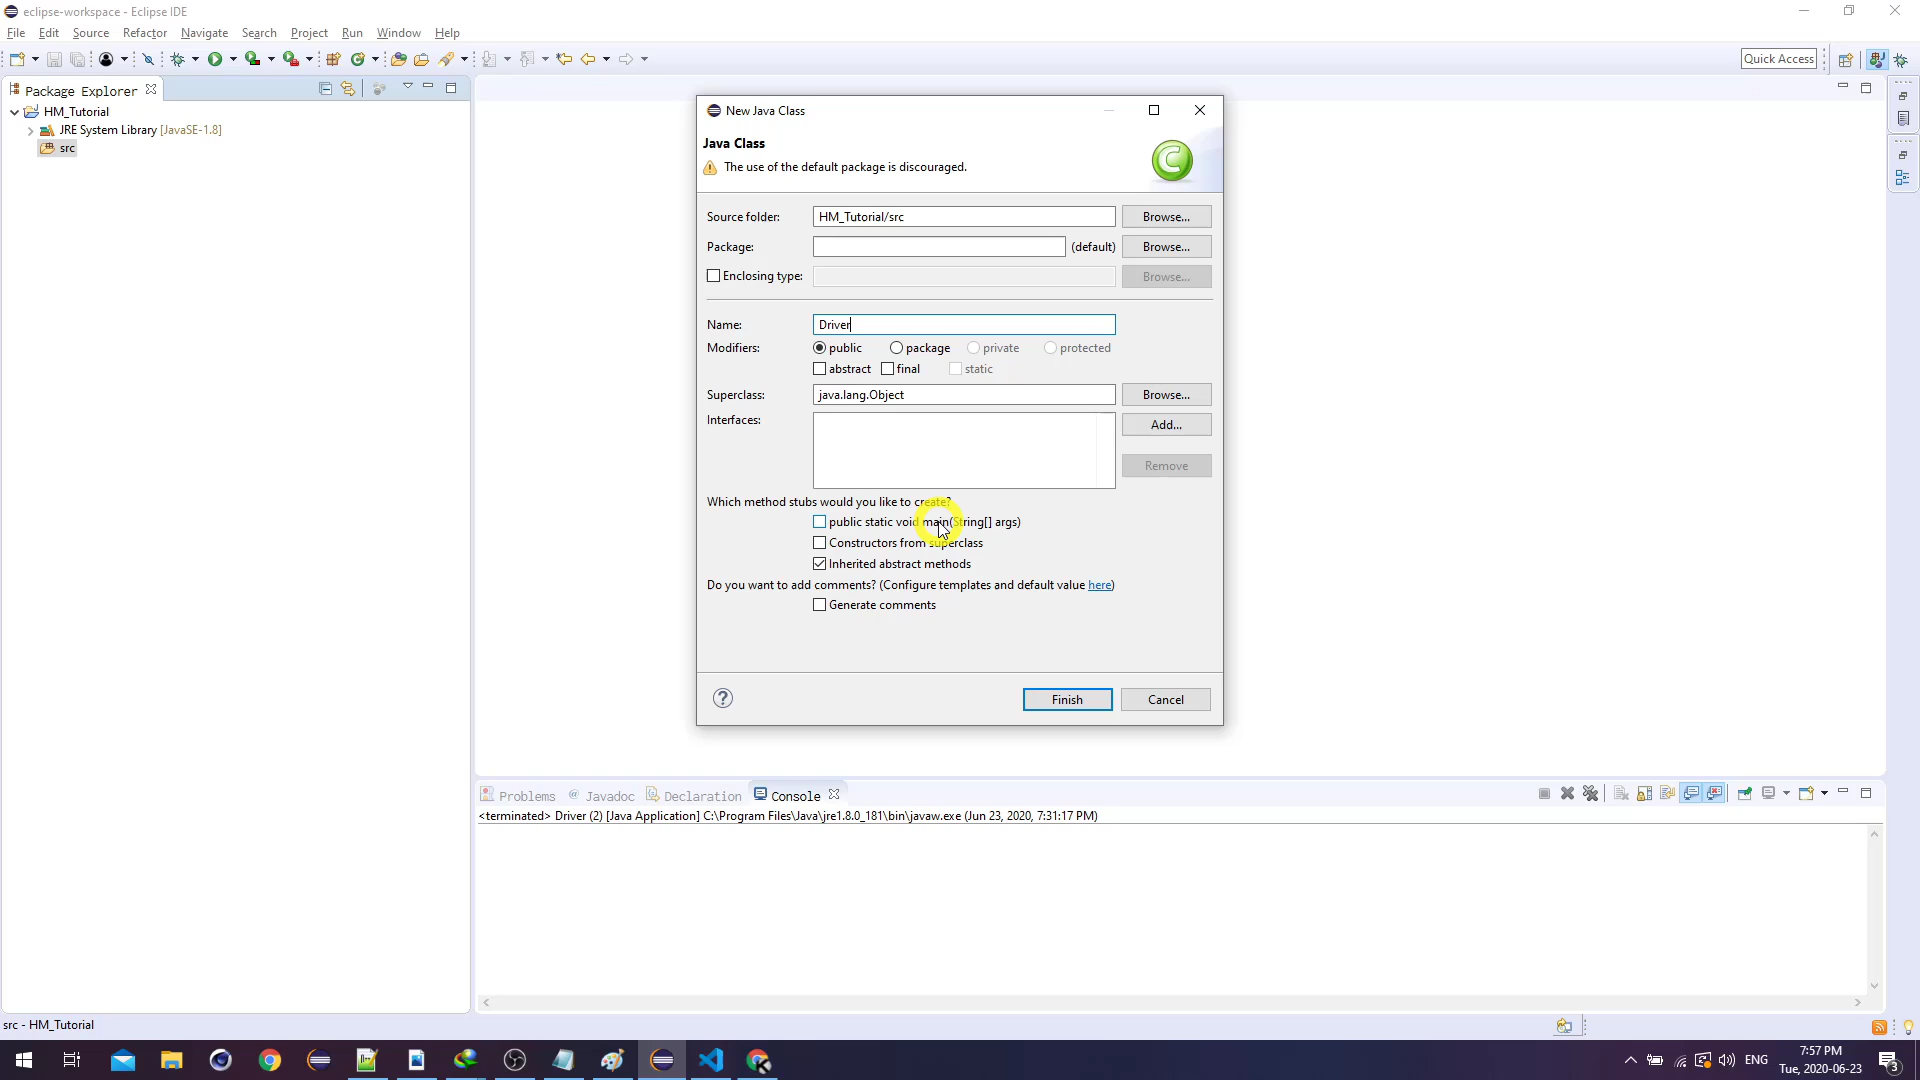 eclipse-workspace - Eclipse IDE
File Edit Source Refactor Navigate Search Project Run Window Help
Quick Access
Package Explorer
HM_Tutorial
JRE System Library [JavaSE-1.8]
src
New Java Class
Java Class
The use of the default package is discouraged.
Source folder: HM_Tutorial/src Browse...
Package: (default) Browse...
Enclosing type: Browse...
Name: Driver
Modifiers: public package private protected
abstract final static
Superclass: java.lang.Object Browse...
Interfaces: Add...
Remove
Which method stubs would you like to create?
public static void main(String[] args)
Constructors from superclass
Inherited abstract methods
Do you want to add comments? (Configure templates and default value here)
Generate comments
Finish Cancel
Problems Javadoc Declaration Console
<terminated> Driver (2) [Java Application] C:\Program Files\Java\jre1.8.0_181\bin\javaw.exe (Jun 23, 2020, 7:31:17 PM)
src - HM_Tutorial
ENG
7:57 PM
Tue, 2020-06-23
3